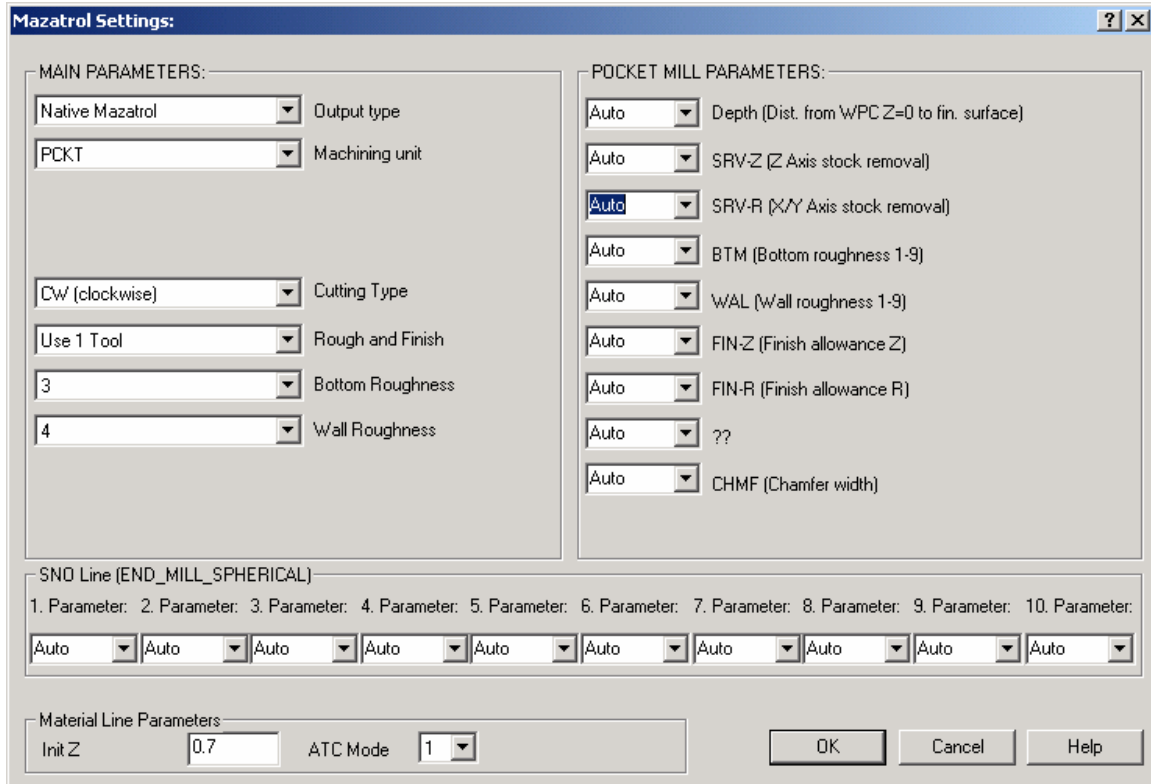 Mazatrol Settings:
MAIN PARAMETERS:
Native Mazatrol Output type
PCKT Machining unit
CW (clockwise) Cutting Type
Use 1 Tool Rough and Finish
3 Bottom Roughness
4 Wall Roughness
POCKET MILL PARAMETERS:
Auto Depth (Dist. from WPC Z=0 to fin. surface)
Auto SRV-Z (Z Axis stock removal)
Auto SRV-R (X/Y Axis stock removal)
Auto BTM (Bottom roughness 1-9)
Auto WAL (Wall roughness 1-9)
Auto FIN-Z (Finish allowance Z)
Auto FIN-R (Finish allowance R)
Auto ??
Auto CHMF (Chamfer width)
SNO Line (END_MILL_SPHERICAL)
1. Parameter: 2. Parameter: 3. Parameter: 4. Parameter: 5. Parameter: 6. Parameter: 7. Parameter: 8. Parameter: 9. Parameter: 10. Parameter:
Auto Auto Auto Auto Auto Auto Auto Auto Auto Auto
Material Line Parameters
Init Z 0.7 ATC Mode 1
OK Cancel Help